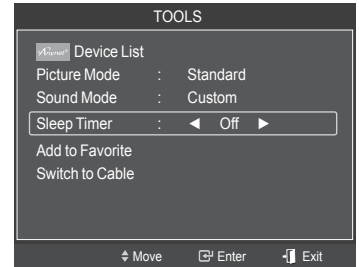 TOOLS
Anynet+ Device List
Picture Mode : Standard
Sound Mode : Custom
Sleep Timer : ◄ Off ►
Add to Favorite
Switch to Cable
Move Enter Exit